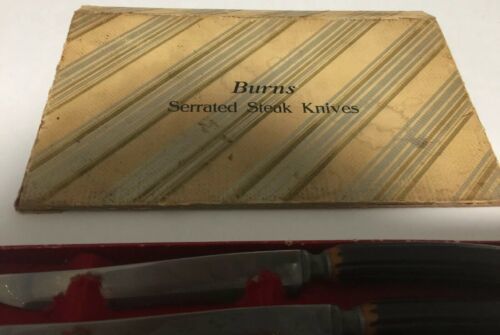 Burns
Serrated Steak Knives